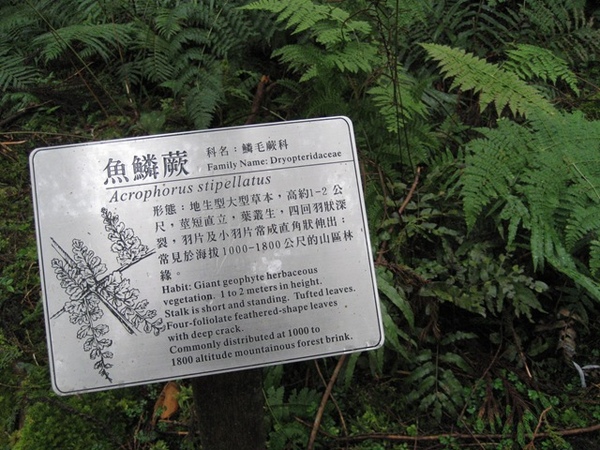 魚鱗蕨
科名：鱗毛蕨科
Family Name: Dryopteridaceae
Acrophorus stipellatus
形態：地生型大型草本，高約1-2 公
尺，莖短直立，葉叢生，四回羽狀深
裂，羽片及小羽片常成直角狀伸出；
常見於海拔1000-1800公尺的山區林
緣。
Habit: Giant geophyte herbaceous
vegetation. 1 to 2 meters in height.
Stalk is short and standing. Tufted leaves.
Four-foliolate feathered-shape leaves
with deep crack.
Commonly distributed at 1000 to
1800 altitude mountainous forest brink.